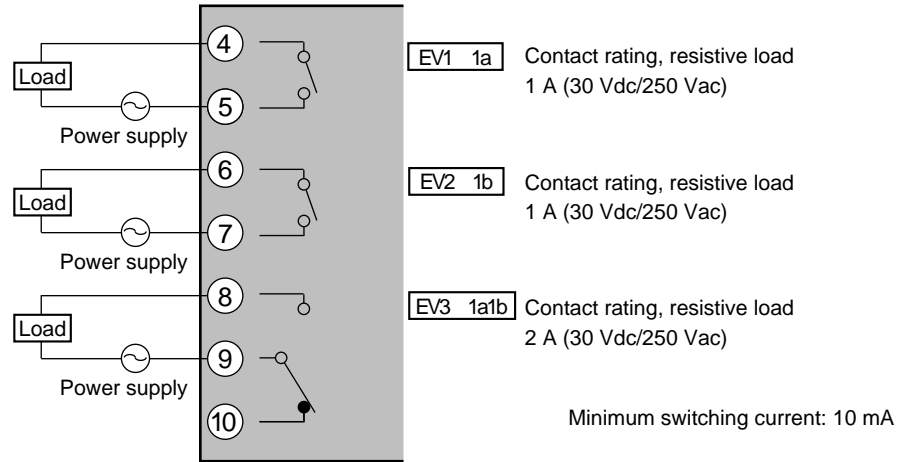 4
EV1 1a
Contact rating, resistive load
1 A (30 Vdc/250 Vac)
Load
5
Power supply
6
EV2 1b
Contact rating, resistive load
1 A (30 Vdc/250 Vac)
Load
7
Power supply
8
EV3 1a1b
Contact rating, resistive load
2 A (30 Vdc/250 Vac)
Load
9
Power supply
10
Minimum switching current: 10 mA